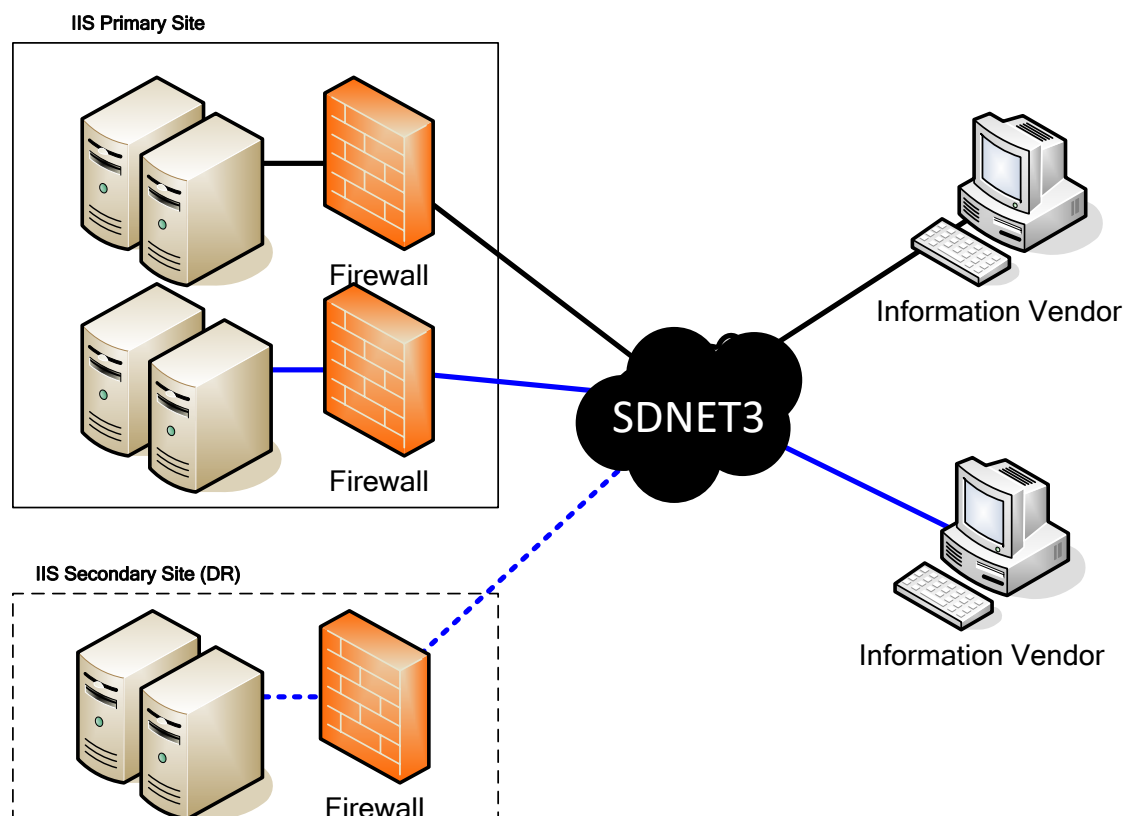 IIS Primary Site
Firewall
Information Vendor
SDNET3
Firewall
IIS Secondary Site (DR)
Information Vendor
Firewall